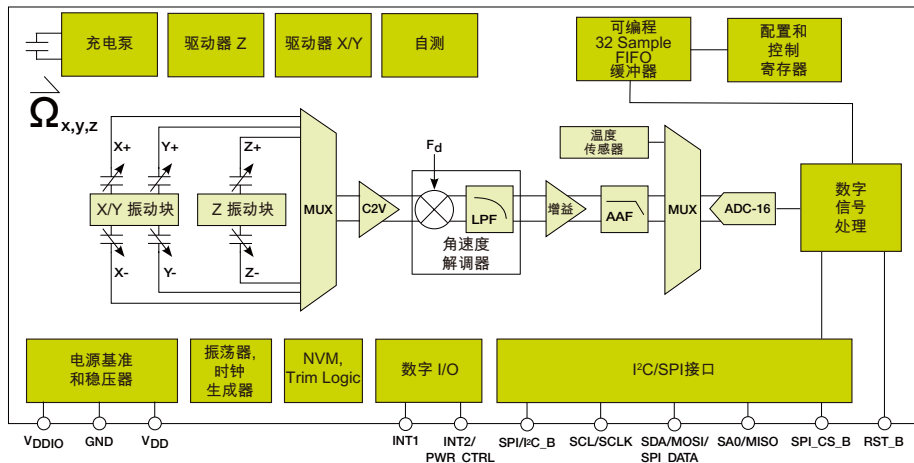 充电泵
驱动器 Z
驱动器 X/Y
自测
可编程
32 Sample
FIFO
缓冲器
配置和
控制
寄存器
Ωx,y,z
X+
Y+
Z+
X/Y 振动块
Z 振动块
X-
Y-
Z-
MUX
C2V
Fd
LPF
角速度
解调器
增益
AAF
温度
传感器
MUX
ADC-16
数字
信号
处理
电源基准
和稳压器
振荡器,
时钟
生成器
NVM,
Trim Logic
数字 I/O
I²C/SPI接口
VDDIO
GND
VDD
INT1
INT2/
PWR_CTRL
SPI/I²C_B
SCL/SCLK
SDA/MOSI/
SPI_DATA
SA0/MISO
SPI_CS_B
RST_B